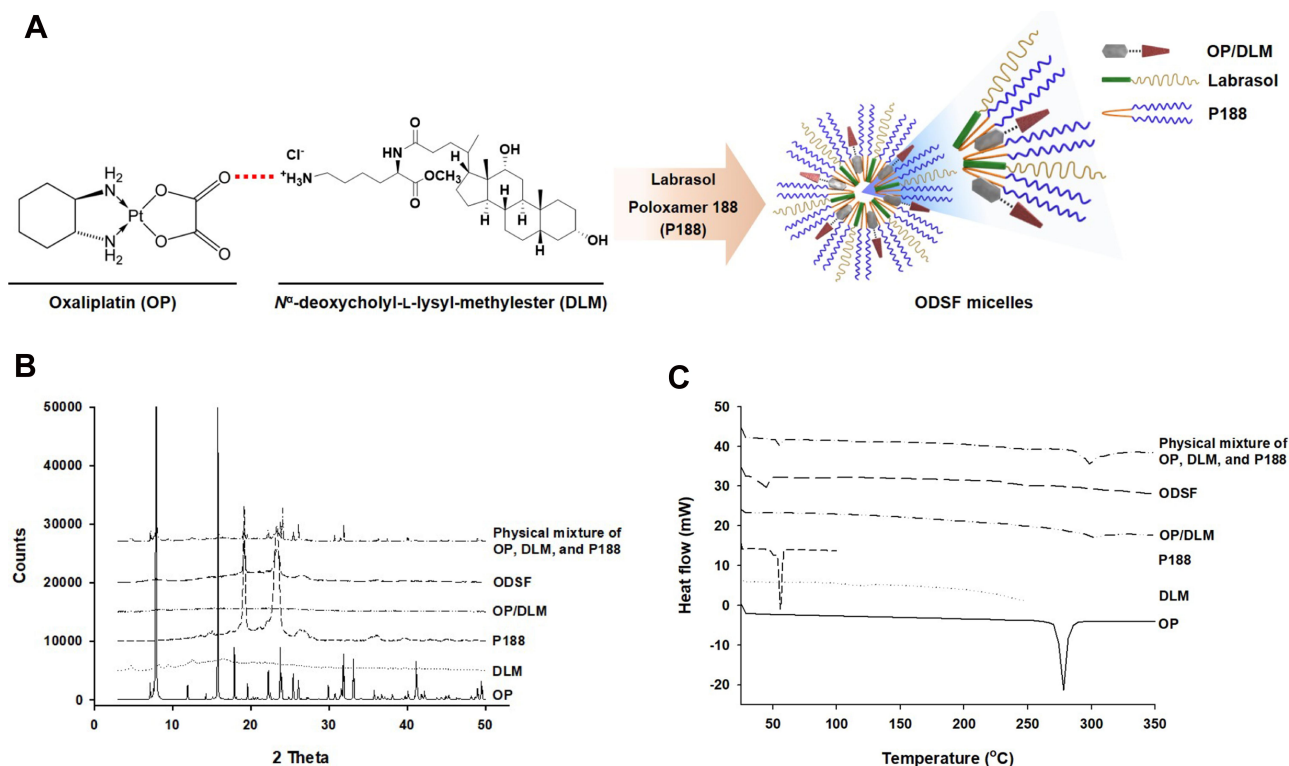 A
OP/DLM
Labrasol
P188
Cl⁻
⁺H₃N
HN
O
O
OCH₃
H
OH
H
H
H
H
H
OH
NH₂
N
H₂
Pt
O
O
O
O
Labrasol
Poloxamer 188
(P188)
Oxaliplatin (OP)
Nᵅ-deoxycholyl-L-lysyl-methylester (DLM)
ODSF micelles
B
50000
40000
30000
20000
10000
0
Counts
0 10 20 30 40 50
2 Theta
Physical mixture of
OP, DLM, and P188
ODSF
OP/DLM
P188
DLM
OP
C
50
40
30
20
10
0
-10
-20
Heat flow (mW)
50 100 150 200 250 300 350
Temperature (°C)
Physical mixture of
OP, DLM, and P188
ODSF
OP/DLM
P188
DLM
OP